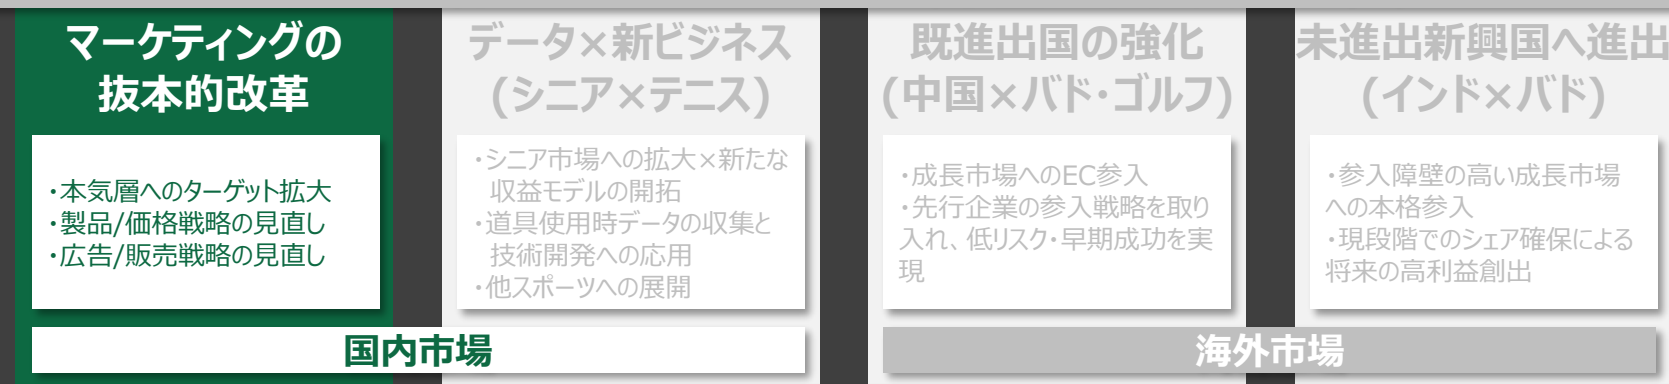 マーケティングの
抜本的改革
・本気層へのターゲット拡大
・製品/価格戦略の見直し
・広告/販売戦略の見直し
データ×新ビジネス
(シニア×テニス)
・シニア市場への拡大×新たな
収益モデルの開拓
・道具使用時データの収集と
技術開発への応用
・他スポーツへの展開
国内市場
既進出国の強化
(中国×バド・ゴルフ)
・成長市場へのEC参入
・先行企業の参入戦略を取り
入れ、低リスク・早期成功を実
現
未進出新興国へ進出
(インド×バド)
・参入障壁の高い成長市場
への本格参入
・現段階でのシェア確保による
将来の高利益創出
海外市場